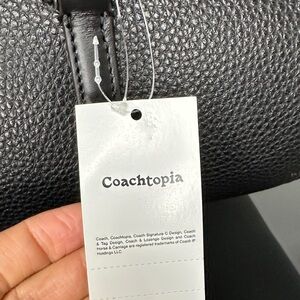 Coachtopia
Coach, Coachtopia, Coach Signature C Design, Coach
& Tag Design, Coach & Lozenge Design and Coach
Horse & Carriage are registered trademarks of Coach IP
Holdings LLC